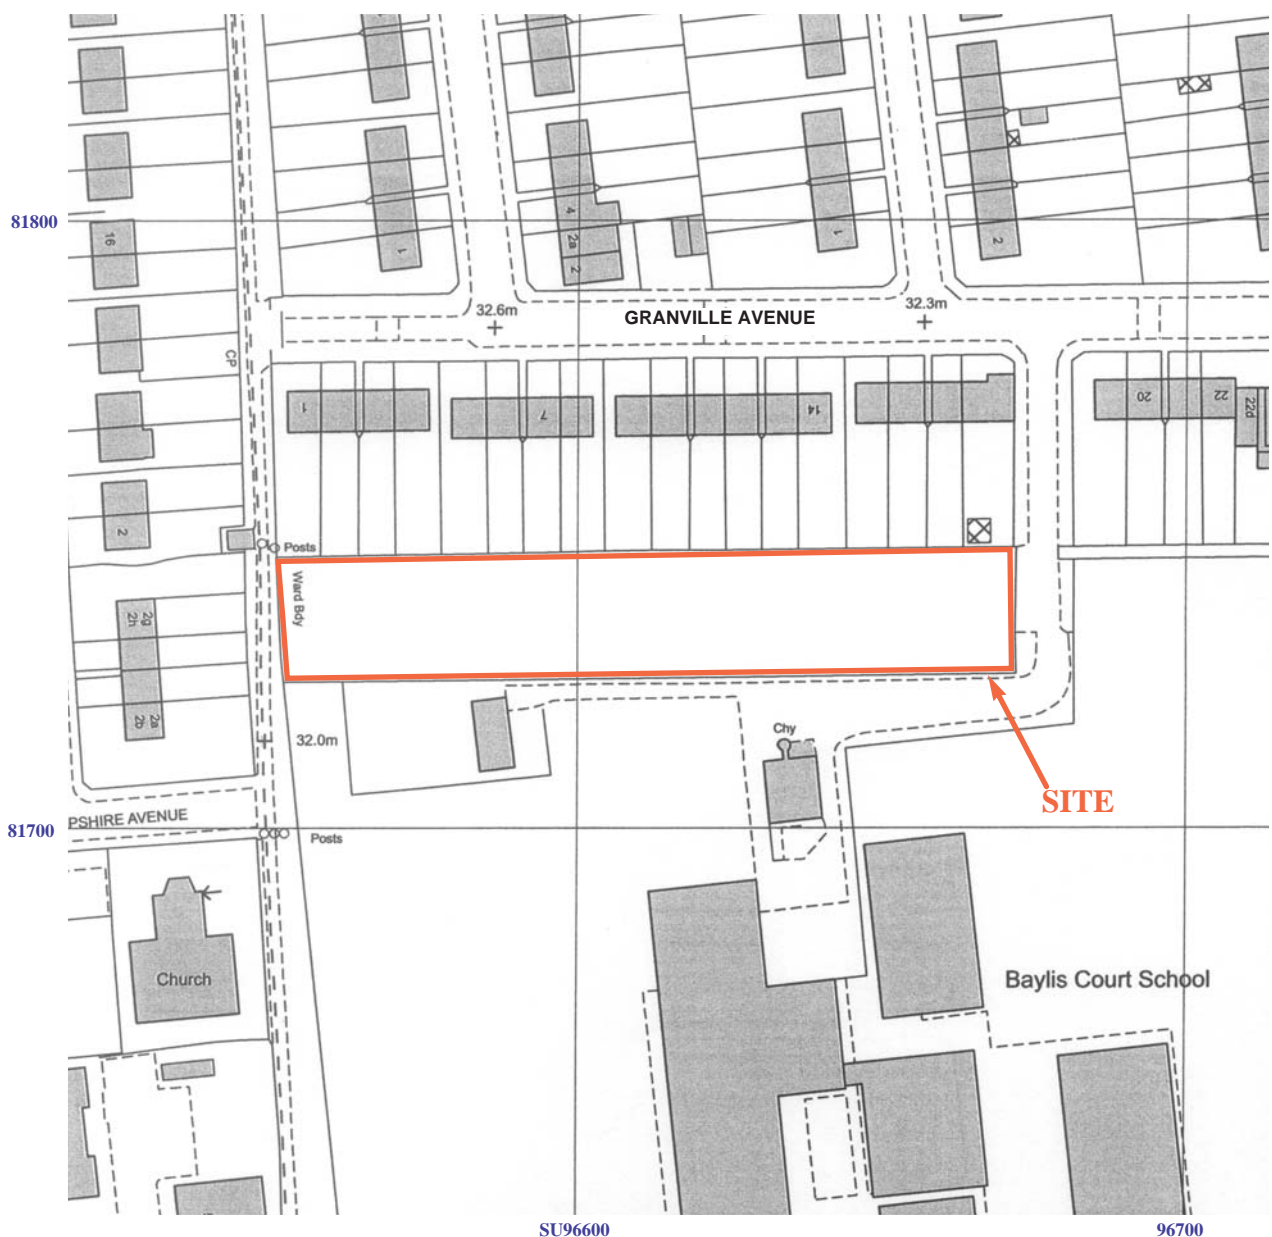 81800
16
1
4
2a
2
1
2
32.6m
GRANVILLE AVENUE
32.3m
CP
1
7
14
20
22
22d
2
Posts
Ward Bdy
2g
2h
2a
2b
32.0m
Chy
SITE
PSHIRE AVENUE
81700
Posts
Church
Baylis Court School
SU96600
96700